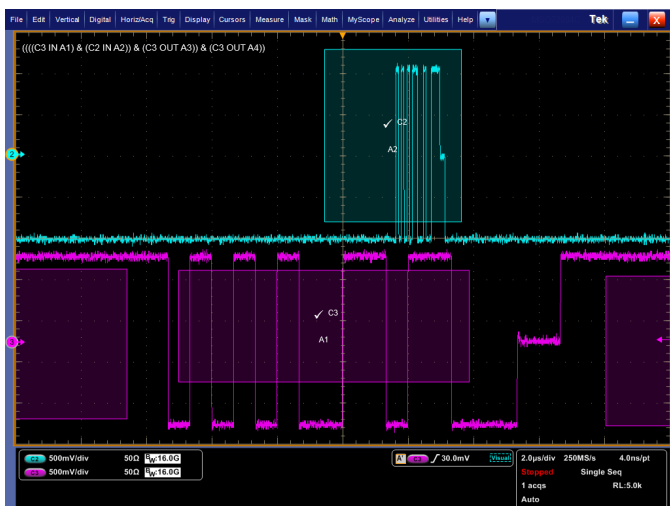 File Edit Vertical Digital Horiz/Acq Trig Display Cursors Measure Mask Math MyScope Analyze Utilities Help Tek X
((((C3 IN A1) & (C2 IN A2)) & (C3 OUT A3)) & (C3 OUT A4))
C2
A2
2
C3
A1
3
C2 500mV/div 50Ω BW:16.0G
C3 500mV/div 50Ω BW:16.0G
A' C3 30.0mV Visual
2.0µs/div 250MS/s 4.0ns/pt
Stopped Single Seq
1 acqs RL:5.0k
Auto